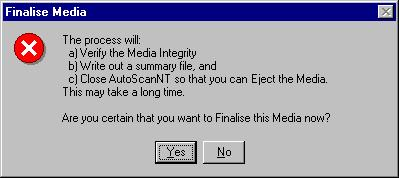 Finalise Media
The process will:
a) Verify the Media Integrity
b) Write out a summary file, and
c) Close AutoScanNT so that you can Eject the Media.
This may take a long time.
Are you certain that you want to Finalise this Media now?
Yes
No